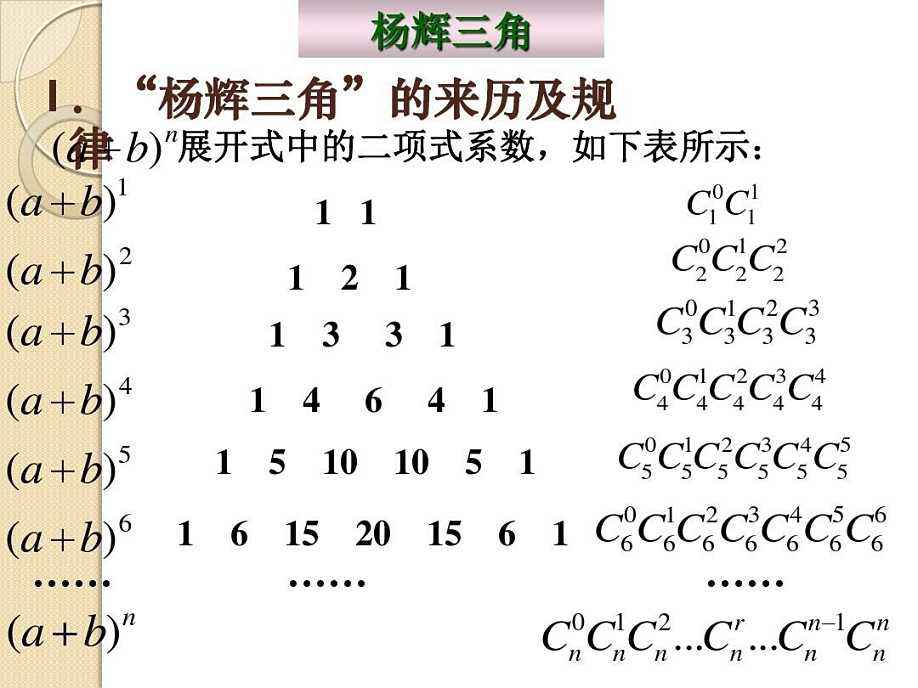 杨辉三角
1．“杨辉三角”的来历及规
律
(a+b)^n展开式中的二项式系数，如下表所示：
(a+b)^1 1 1 C_1^0C_1^1
(a+b)^2 1 2 1 C_2^0C_2^1C_2^2
(a+b)^3 1 3 3 1 C_3^0C_3^1C_3^2C_3^3
(a+b)^4 1 4 6 4 1 C_4^0C_4^1C_4^2C_4^3C_4^4
(a+b)^5 1 5 10 10 5 1 C_5^0C_5^1C_5^2C_5^3C_5^4C_5^5
(a+b)^6 1 6 15 20 15 6 1 C_6^0C_6^1C_6^2C_6^3C_6^4C_6^5C_6^6
…… …… ……
(a+b)^n C_n^0C_n^1C_n^2...C_n^r...C_n^{n-1}C_n^n